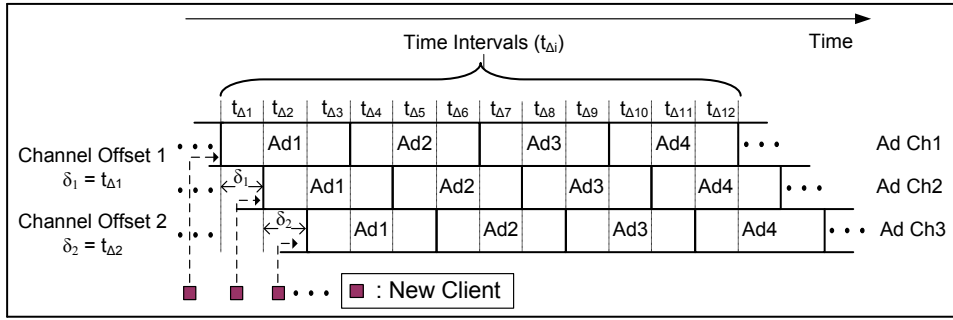 Time Intervals (tΔi)
Time
tΔ1 tΔ2 tΔ3 tΔ4 tΔ5 tΔ6 tΔ7 tΔ8 tΔ9 tΔ10 tΔ11 tΔ12
Channel Offset 1
δ1 = tΔ1
Ad1 Ad2 Ad3 Ad4 Ad Ch1
δ1 Ad1 Ad2 Ad3 Ad4 Ad Ch2
Channel Offset 2
δ2 = tΔ2
δ2 Ad1 Ad2 Ad3 Ad4 Ad Ch3
: New Client